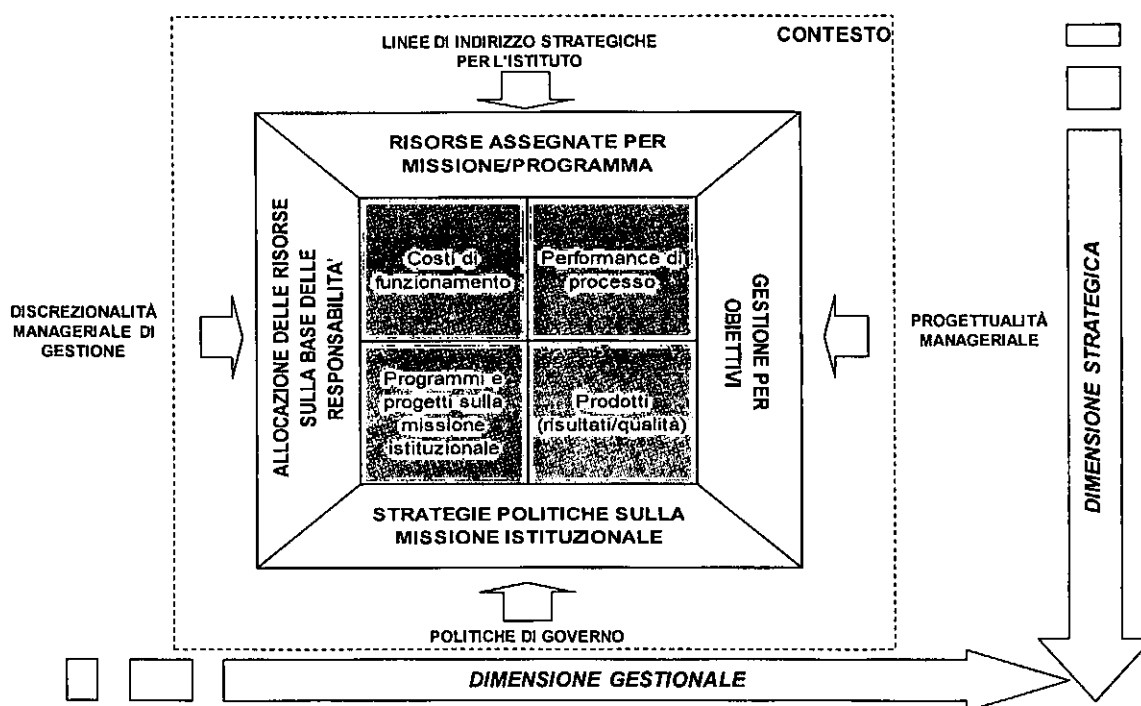 CONTESTO
LINEE DI INDIRIZZO STRATEGICHE
PER L'ISTITUTO
RISORSE ASSEGNATE PER
MISSIONE/PROGRAMMA
ALLOCAZIONE DELLE RISORSE
SULLA BASE DELLE
RESPONSABILITA'
Costi di
funzionamento
Performance di
processo
Programmi e
progetti sulla
missione
istituzionale
Prodotti
(risultati/qualità)
GESTIONE PER
OBIETTIVI
DISCREZIONALITÀ
MANAGERIALE DI
GESTIONE
PROGETTUALITÀ
MANAGERIALE
STRATEGIE POLITICHE SULLA
MISSIONE ISTITUZIONALE
POLITICHE DI GOVERNO
DIMENSIONE STRATEGICA
DIMENSIONE GESTIONALE